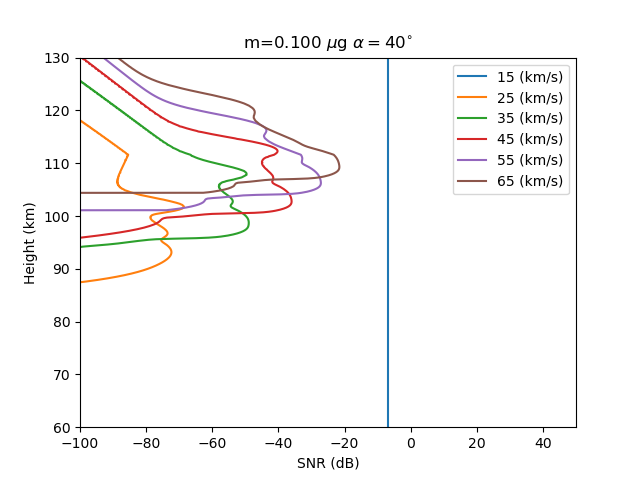 m=0.100 μg α = 40°
130
120
110
100
90
80
70
60
Height (km)
−100
−80
−60
−40
−20
0
20
40
SNR (dB)
15 (km/s)
25 (km/s)
35 (km/s)
45 (km/s)
55 (km/s)
65 (km/s)